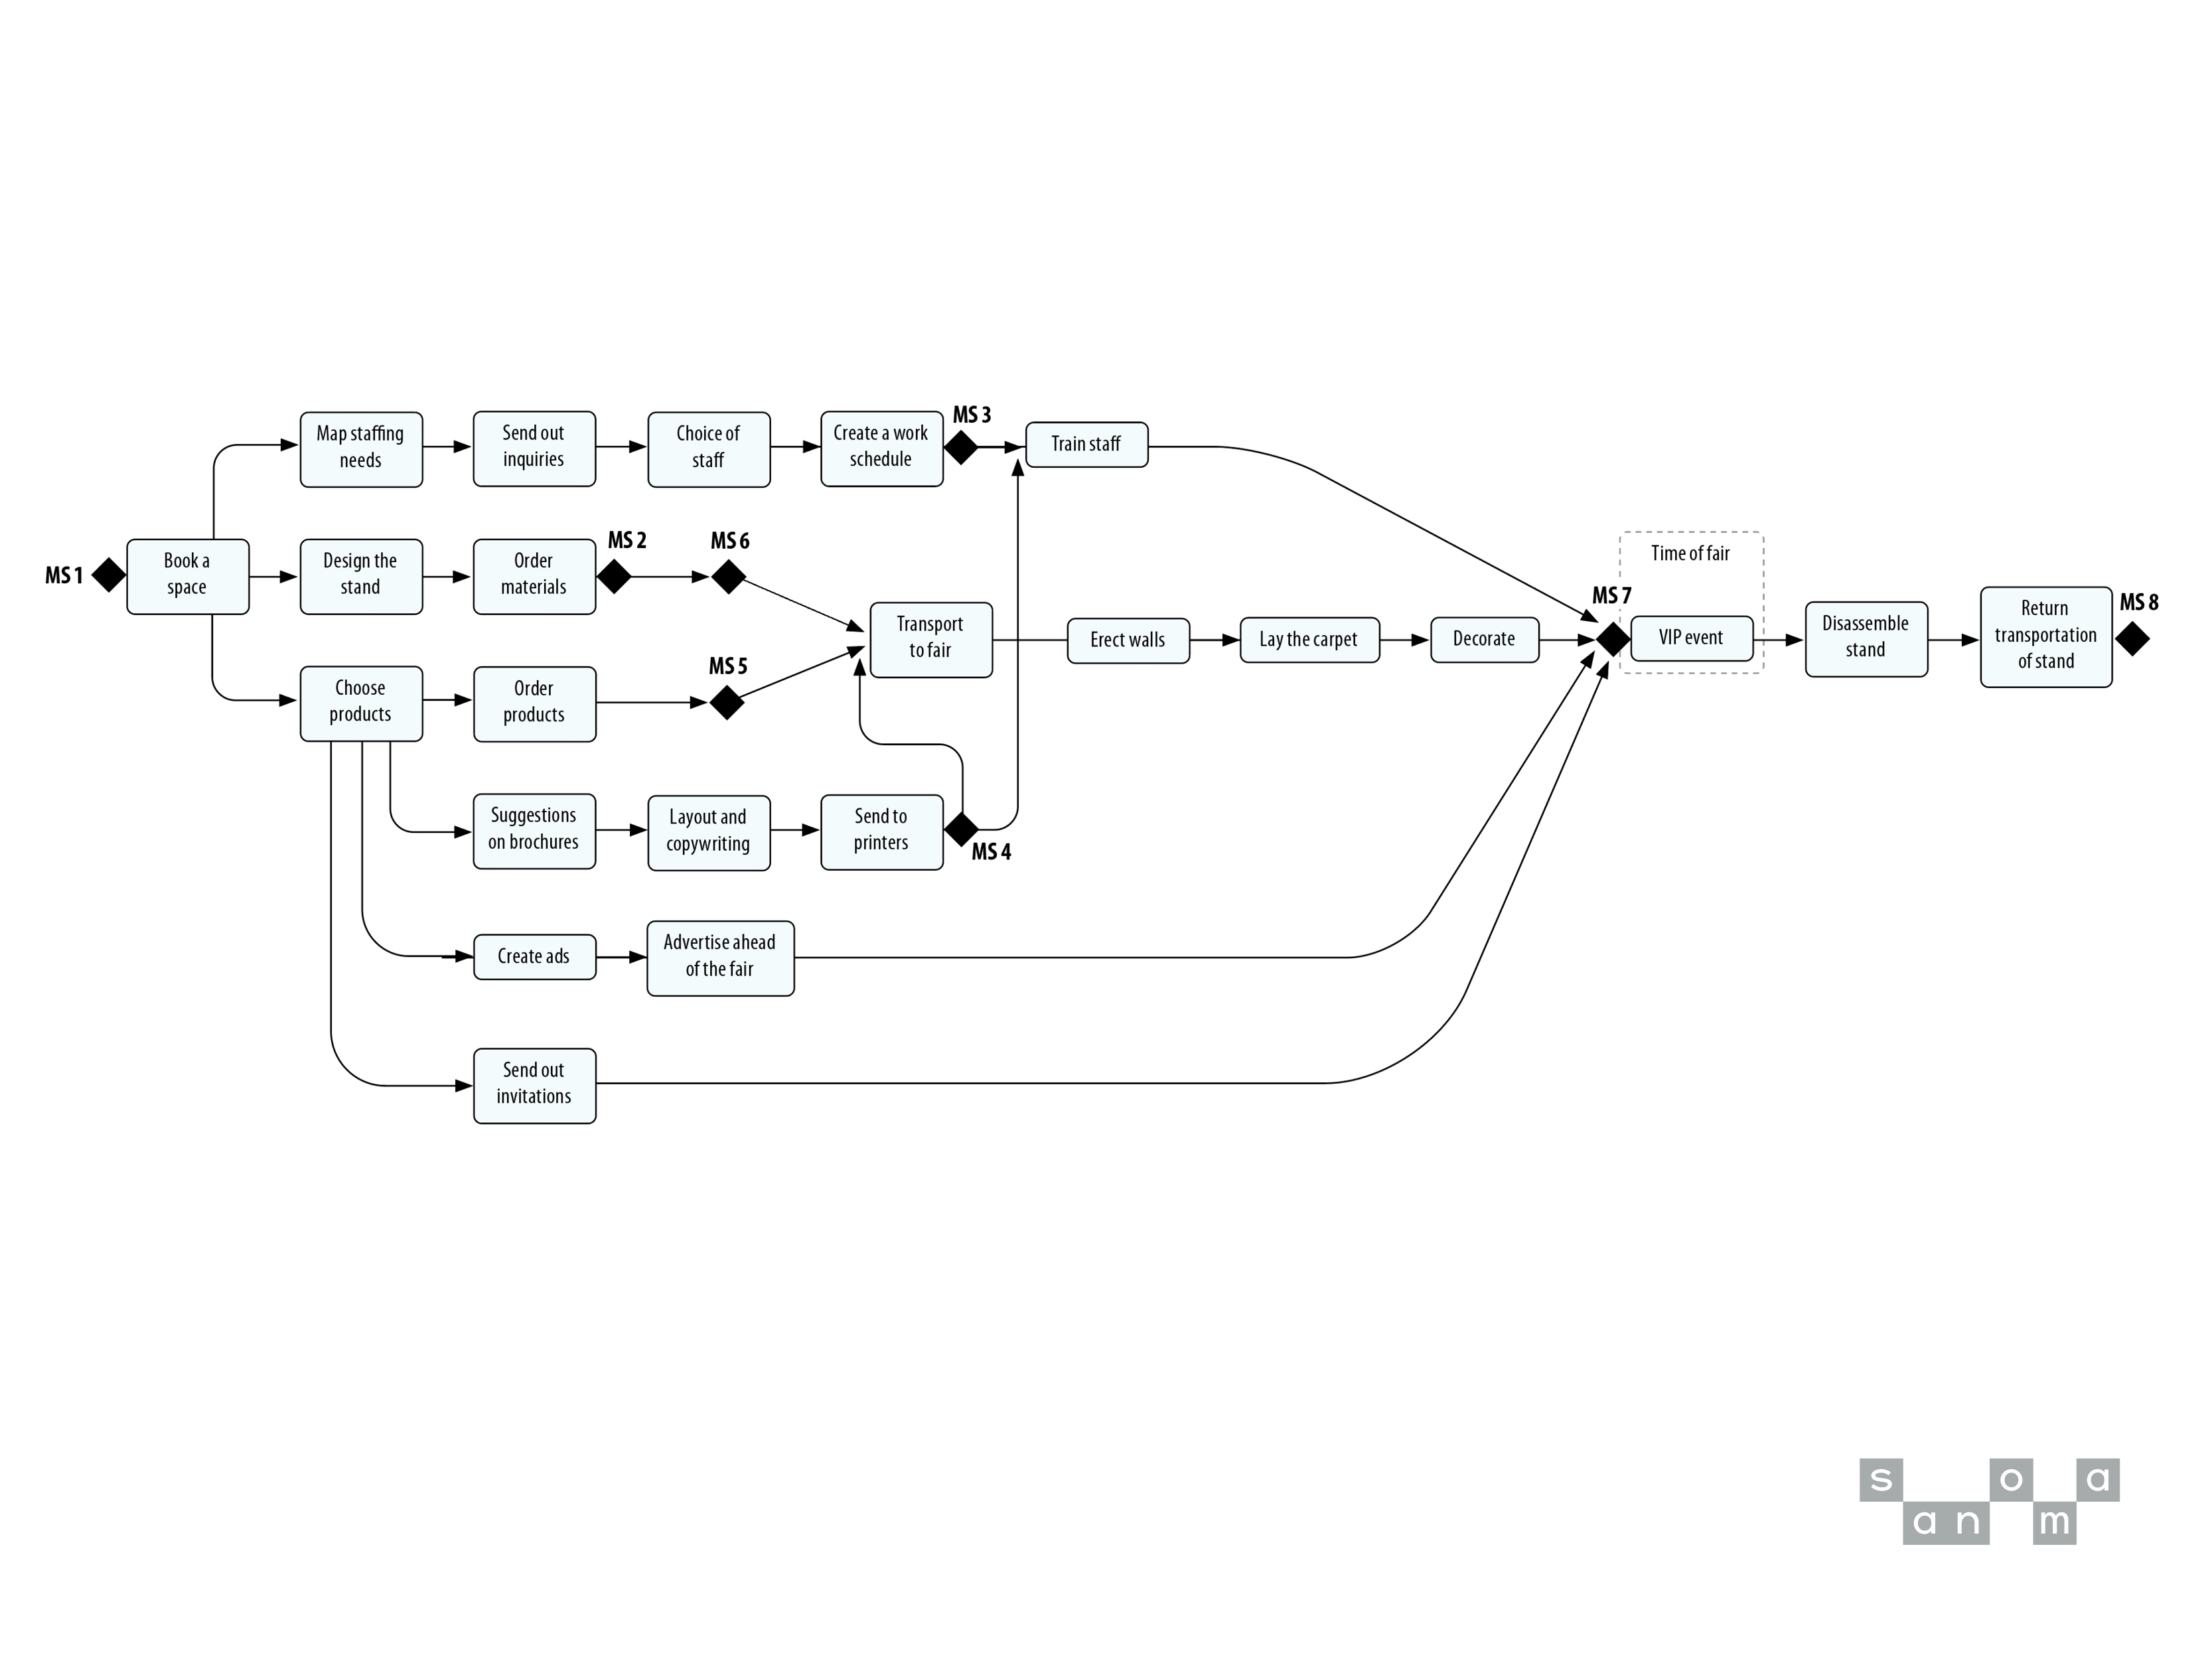 MS 3
Map staffing
needs
Send out
inquiries
Choice of
staff
Create a work
schedule
Train staff
MS 1
Book a
space
Design the
stand
Order
materials
MS 2
MS 6
Time of fair
MS 7
Transport
to fair
Erect walls
Lay the carpet
Decorate
VIP event
Disassemble
stand
Return
transportation
of stand
MS 8
Choose
products
Order
products
MS 5
Suggestions
on brochures
Layout and
copywriting
Send to
printers
MS 4
Create ads
Advertise ahead
of the fair
Send out
invitations
sanoma